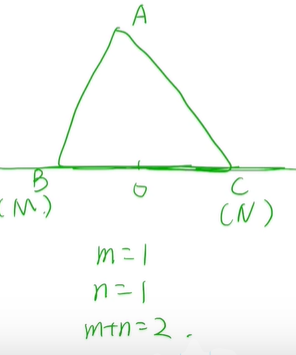 A
B O C
(M) (N)
m=1
n=1
m+n=2.